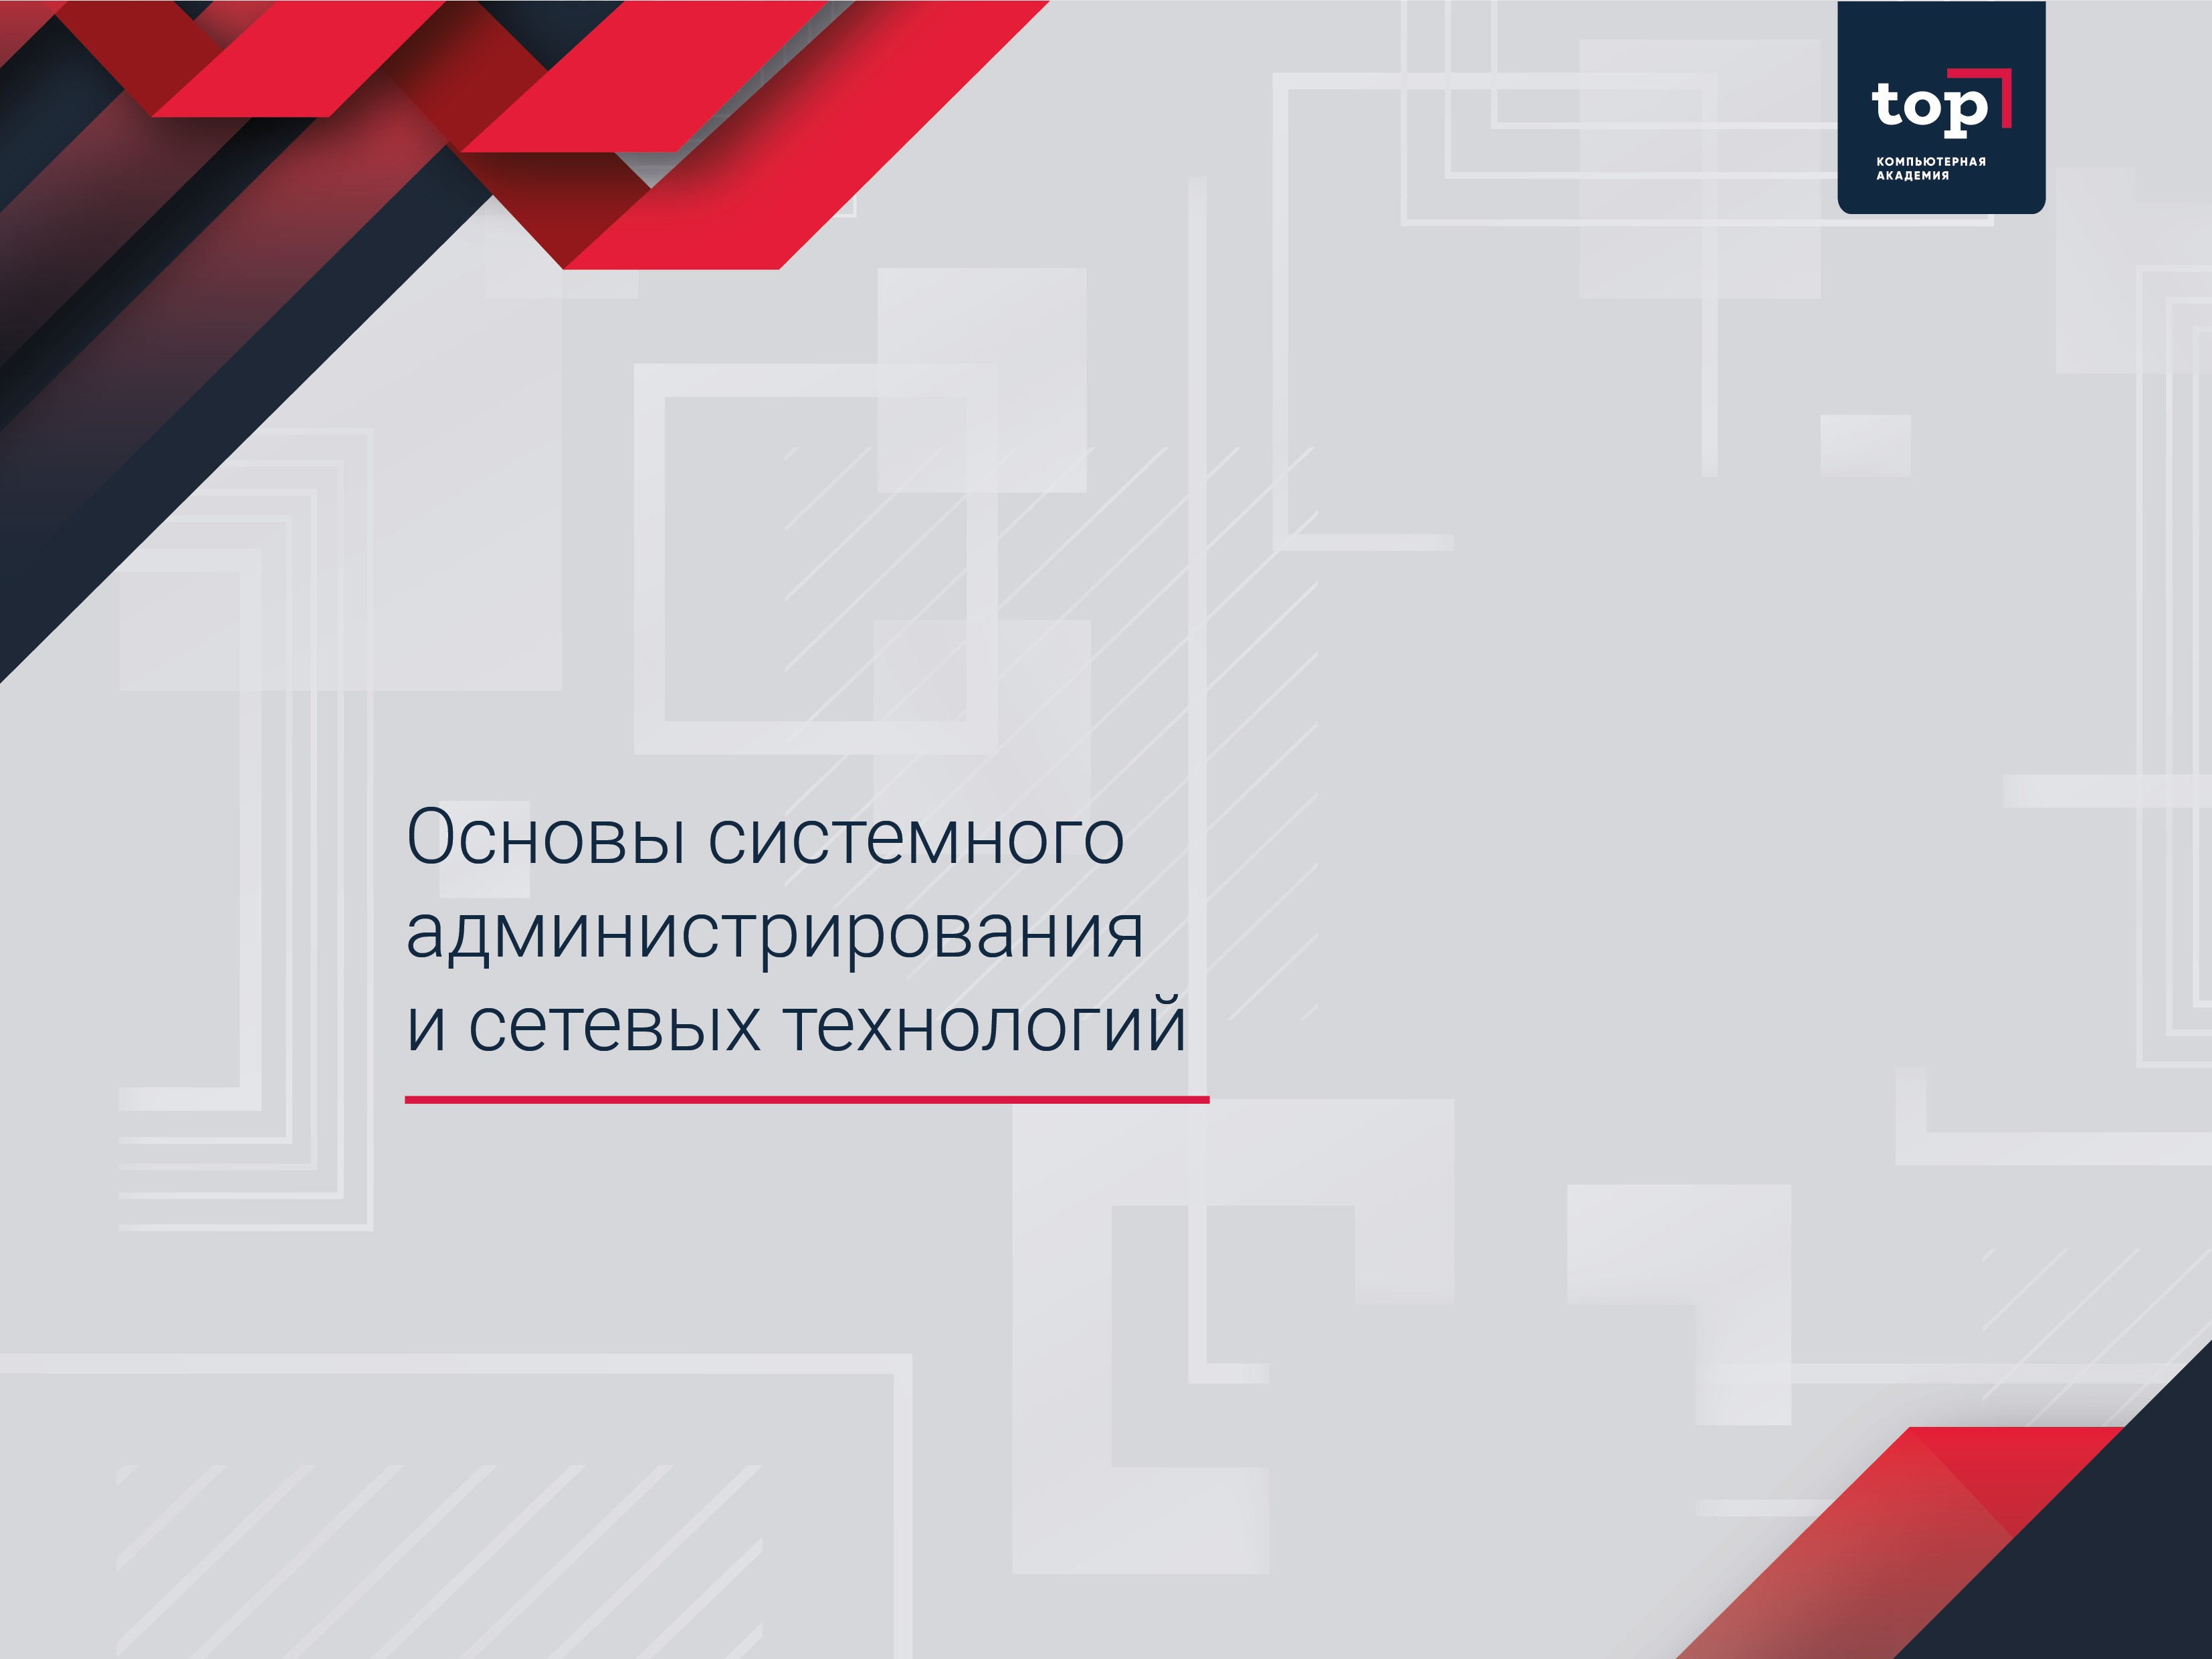 top
КОМПЬЮТЕРНАЯ
АКАДЕМИЯ
Основы системного
администрирования
и сетевых технологий